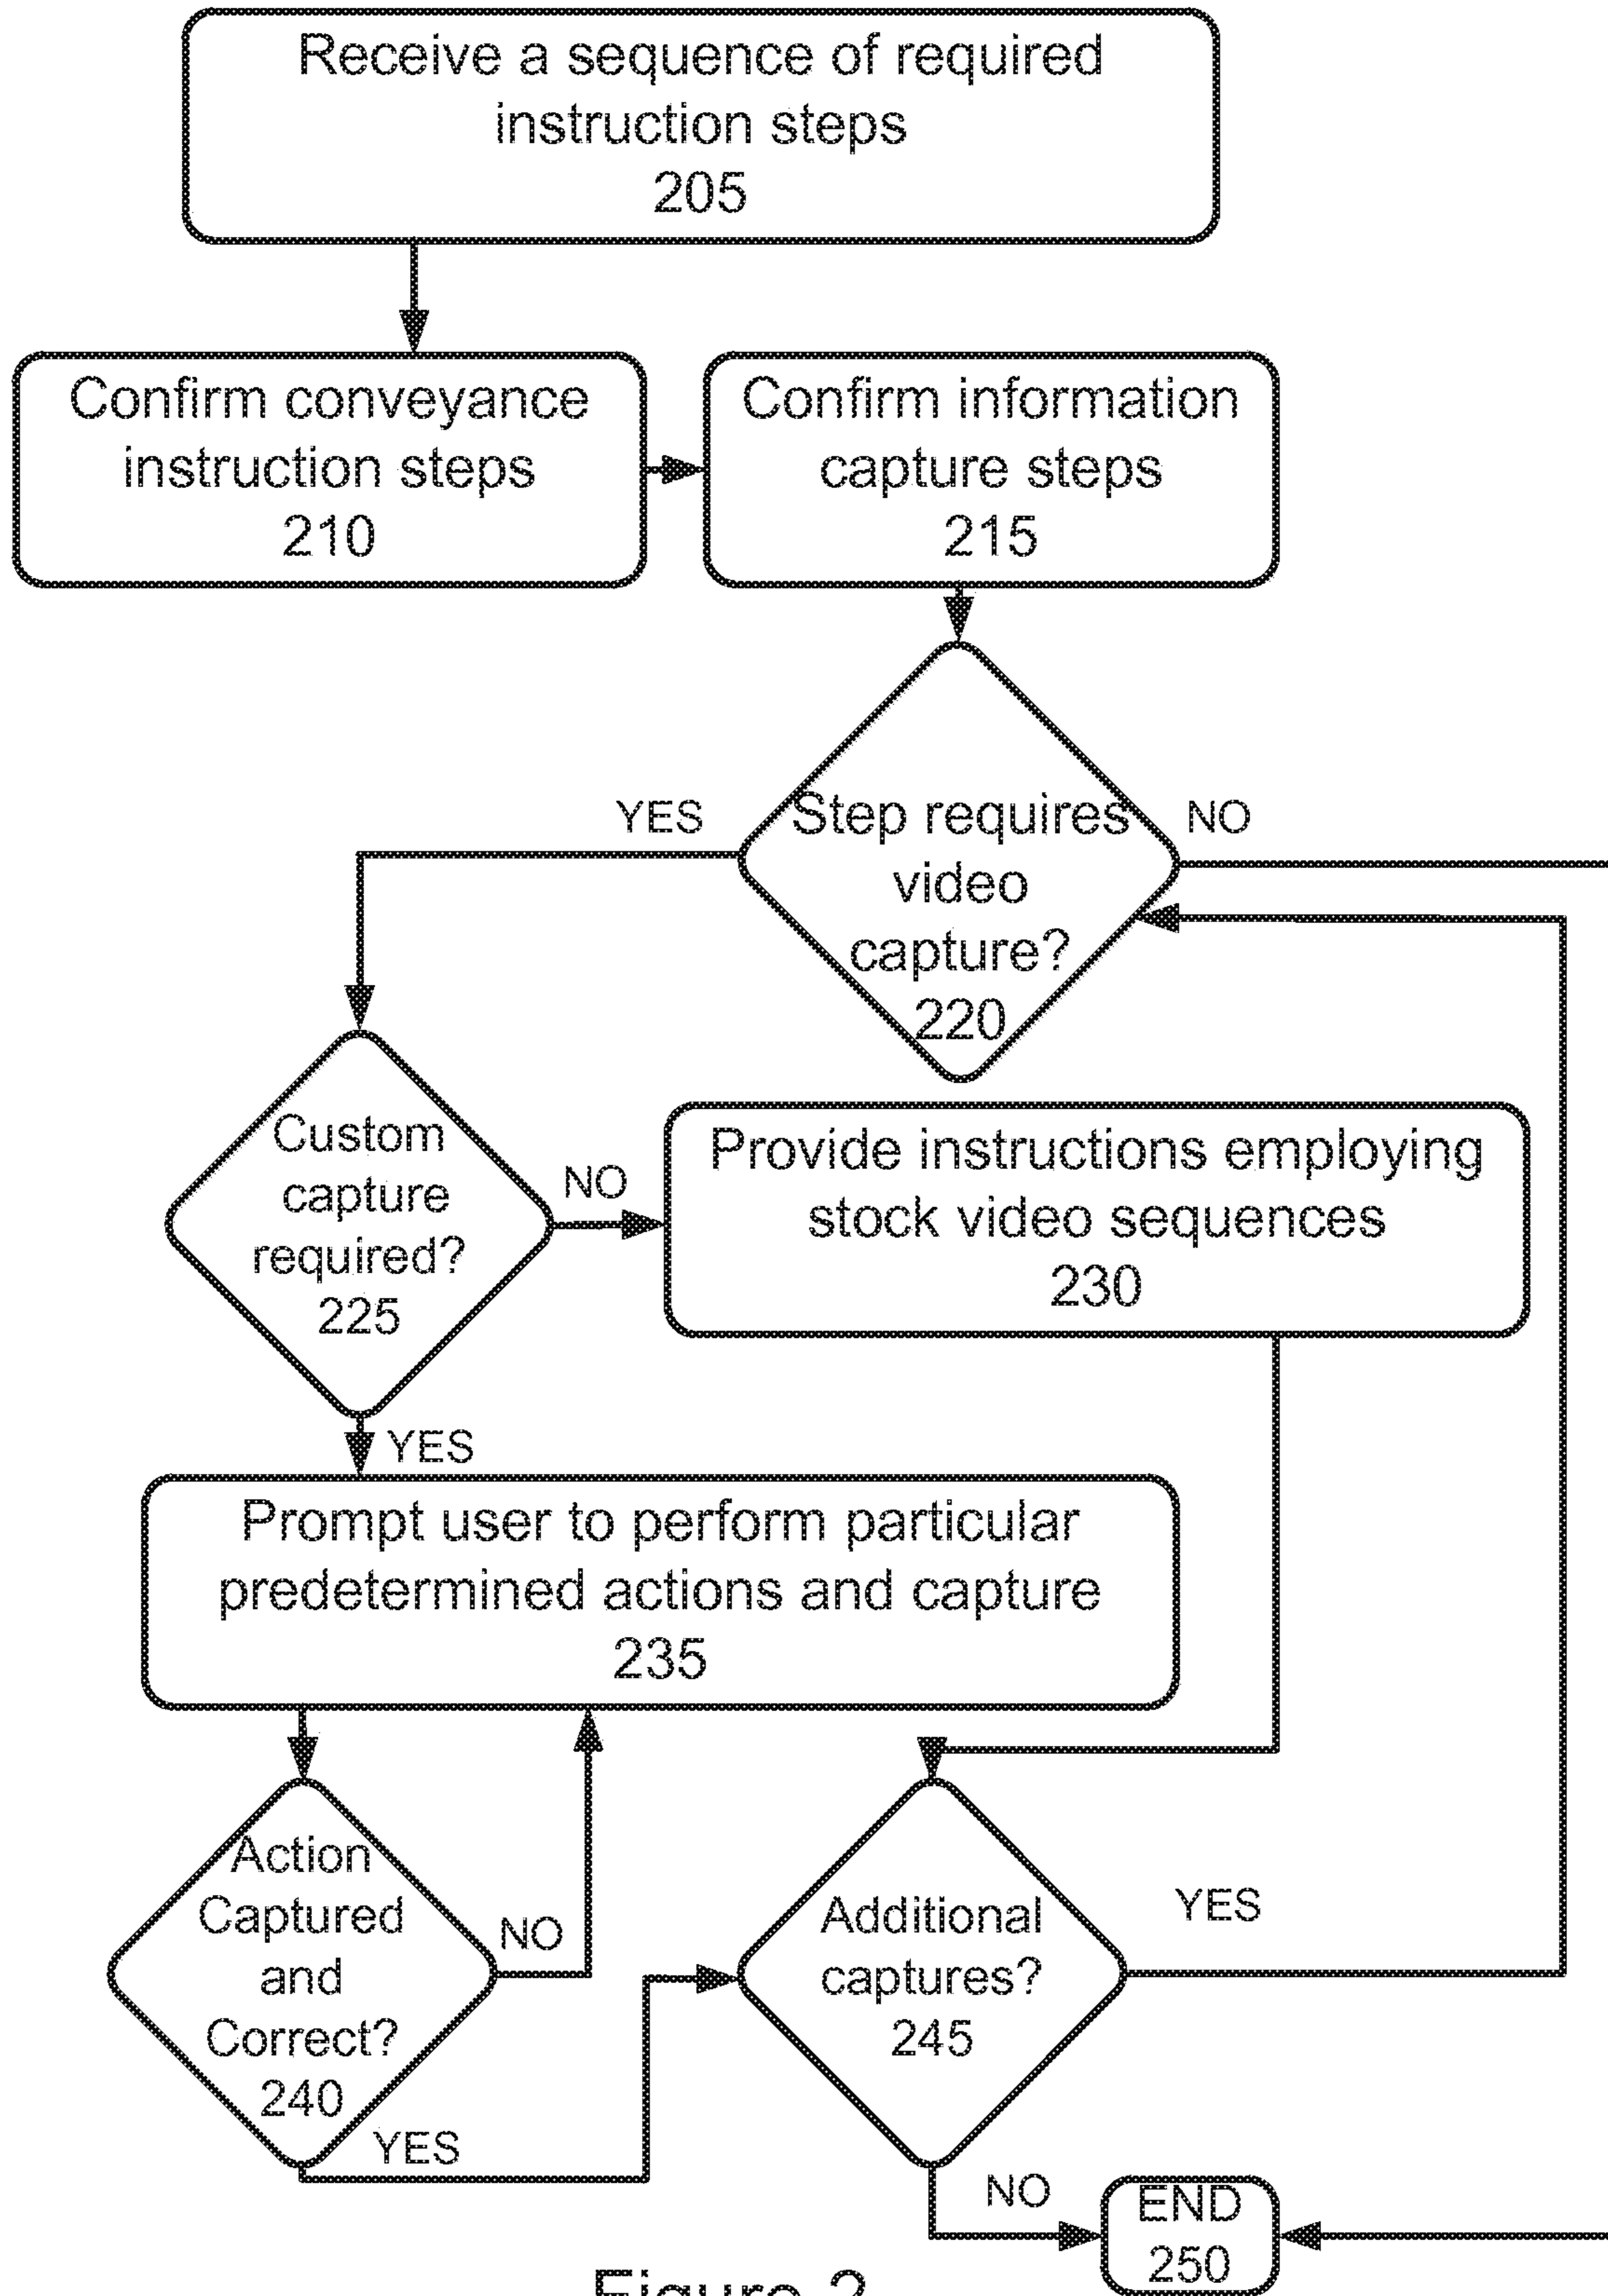 Receive a sequence of required
instruction steps
205
Confirm conveyance
instruction steps
210
Confirm information
capture steps
215
YES
Step requires
video
capture?
220
NO
Custom
capture
required?
225
NO
Provide instructions employing
stock video sequences
230
YES
Prompt user to perform particular
predetermined actions and capture
235
Action
Captured
and
Correct?
240
NO
YES
Additional
captures?
245
YES
NO
END
250
Figure 2